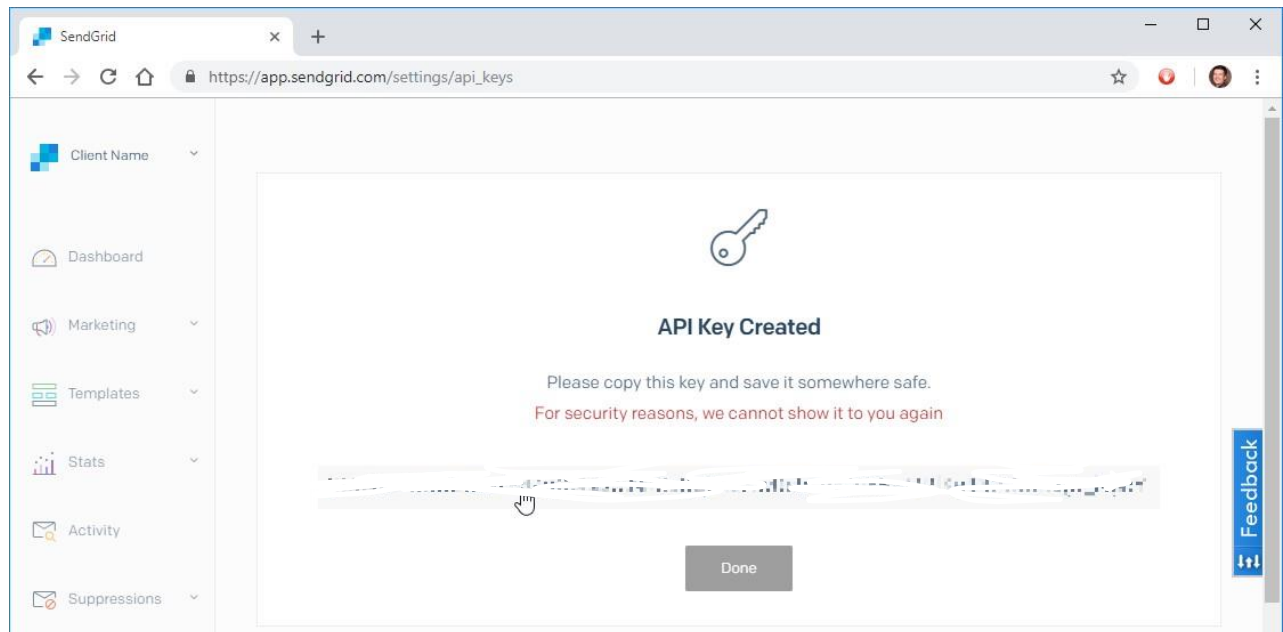 SendGrid
https://app.sendgrid.com/settings/api_keys
Client Name
Dashboard
Marketing
Templates
Stats
Activity
Suppressions
API Key Created
Please copy this key and save it somewhere safe.
For security reasons, we cannot show it to you again
Done
Feedback